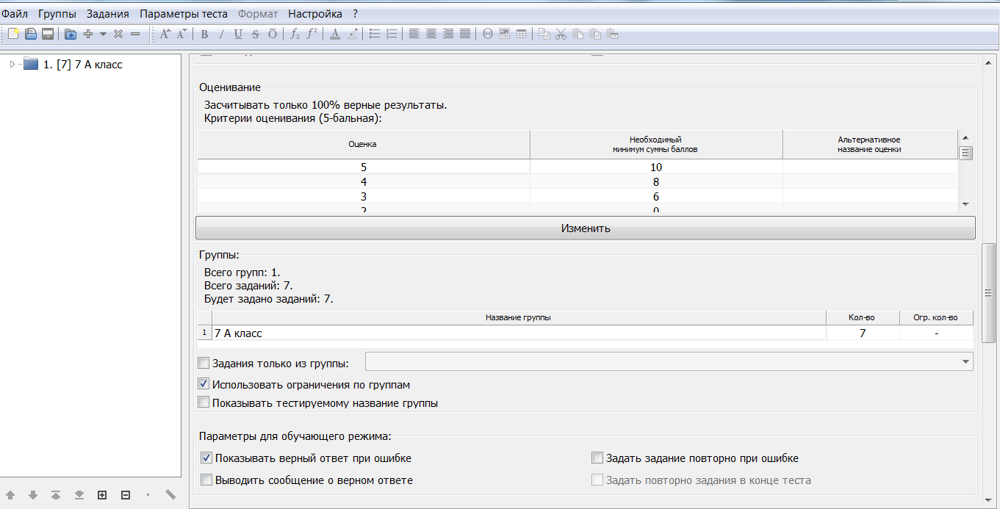 Файл Группы Задания Параметры теста Формат Настройка ?
1. [7] 7 А класс
Оценивание
Засчитывать только 100% верные результаты.
Критерии оценивания (5-бальная):
Оценка Необходимый минимум суммы баллов Альтернативное название оценки
5 10
4 8
3 6
2 0
Изменить
Группы:
Всего групп: 1.
Всего заданий: 7.
Будет задано заданий: 7.
Название группы Кол-во Огр. кол-во
1 7 А класс 7 -
Задания только из группы:
Использовать ограничения по группам
Показывать тестируемому название группы
Параметры для обучающего режима:
Показывать верный ответ при ошибке Задать задание повторно при ошибке
Выводить сообщение о верном ответе Задать повторно задания в конце теста